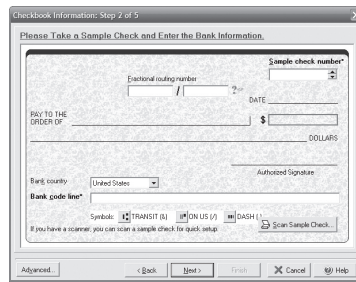 Checkbook Information: Step 2 of 5
Please Take a Sample Check and Enter the Bank Information.
Sample check number*
Fractional routing number
/
DATE
PAY TO THE
ORDER OF
$
DOLLARS
Authorized Signature
Bank country
United States
Bank code line*
Symbols: TRANSIT (&) ON US (/) DASH (
If you have a scanner, you can scan a sample check for quick setup
Scan Sample Check...
Advanced...
< Back
Next >
Finish
Cancel
Help